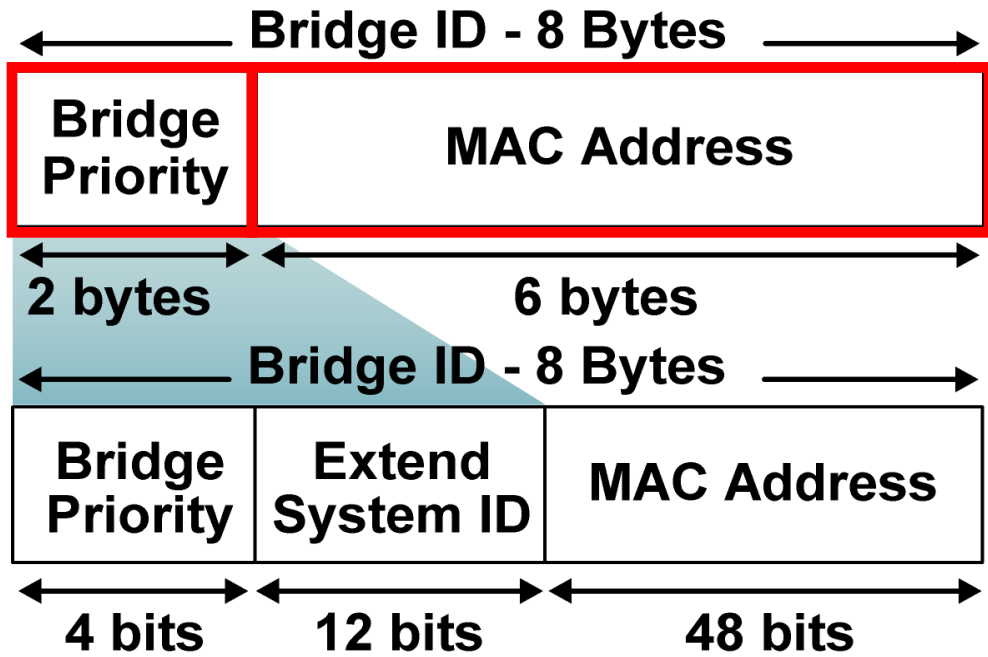 Bridge ID - 8 Bytes
Bridge
Priority
MAC Address
2 bytes
6 bytes
Bridge ID - 8 Bytes
Bridge
Priority
Extend
System ID
MAC Address
4 bits
12 bits
48 bits